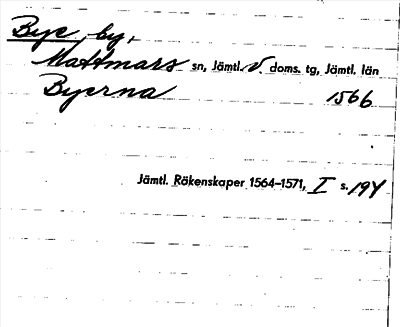 Bye, by,
Mattmars sn, Jämtl. V. doms. tg, Jämtl. län
Byerna 1566
Jämtl. Räkenskaper 1564–1571, I s. 194